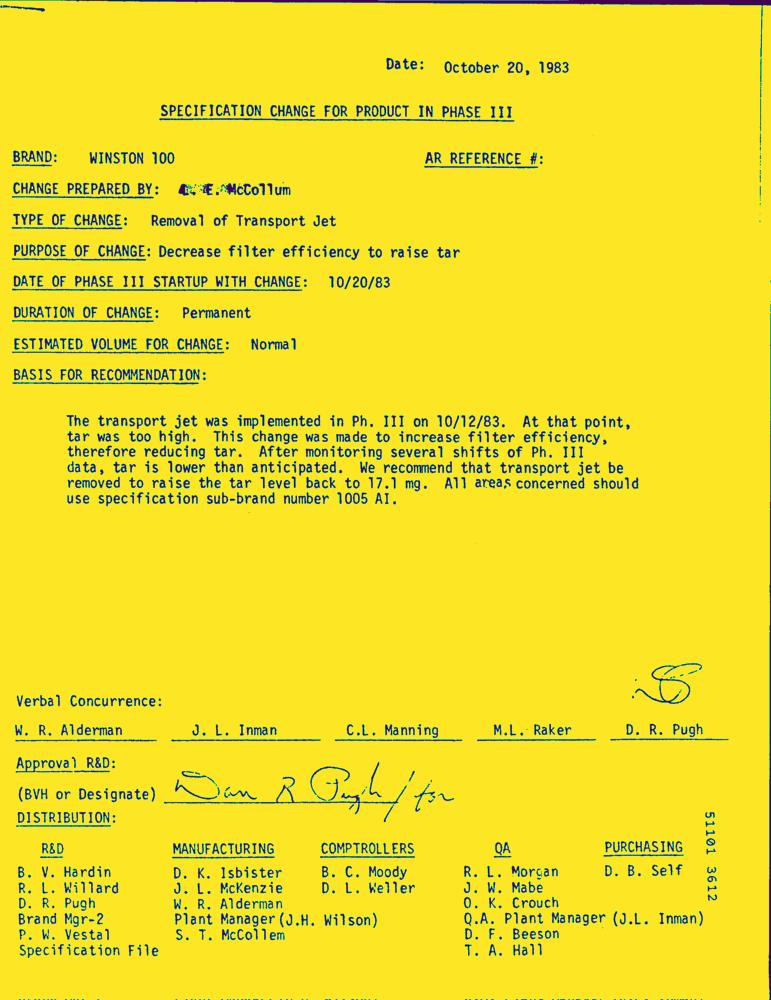 Date: October 20, 1983
SPECIFICATION CHANGE FOR PRODUCT IN PHASE III
BRAND: WINSTON 100 AR REFERENCE #:
CHANGE PREPARED BY: E. McCollum
TYPE OF CHANGE: Removal of Transport Jet
PURPOSE OF CHANGE: Decrease filter efficiency to raise tar
DATE OF PHASE III STARTUP WITH CHANGE: 10/20/83
DURATION OF CHANGE: Permanent
ESTIMATED VOLUME FOR CHANGE: Normal
BASIS FOR RECOMMENDATION:
The transport jet was implemented in Ph. III on 10/12/83. At that point,
tar was too high. This change was made to increase filter efficiency,
therefore reducing tar. After monitoring several shifts of Ph. III
data, tar is lower than anticipated. We recommend that transport jet be
removed to raise the tar level back to 17.1 mg. All areas concerned should
use specification sub-brand number 1005 AI.
Verbal Concurrence:
W. R. Alderman J. L. Inman C.L. Manning M.L. Raker D. R. Pugh
Approval R&D:
(BVH or Designate) Dan R Pugh / for
DISTRIBUTION:
R&D MANUFACTURING COMPTROLLERS QA PURCHASING
B. V. Hardin D. K. Isbister B. C. Moody R. L. Morgan D. B. Self
R. L. Willard J. L. McKenzie D. L. Weller J. W. Mabe
D. R. Pugh W. R. Alderman O. K. Crouch
Brand Mgr-2 Plant Manager (J.H. Wilson) Q.A. Plant Manager (J.L. Inman)
P. W. Vestal S. T. McCollem D. F. Beeson
Specification File T. A. Hall
51101 3612